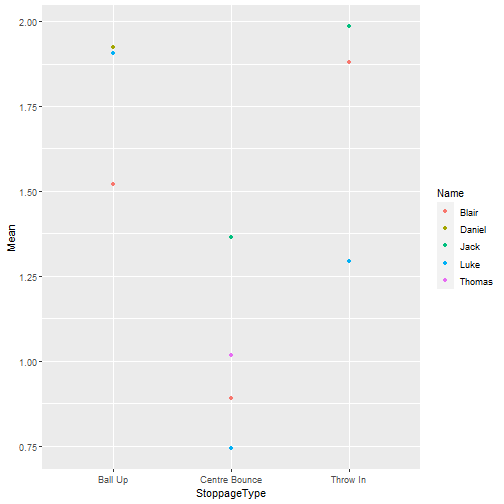 2.00
1.75
1.50
1.25
1.00
0.75
Mean
Ball Up
Centre Bounce
Throw In
StoppageType
Name
Blair
Daniel
Jack
Luke
Thomas